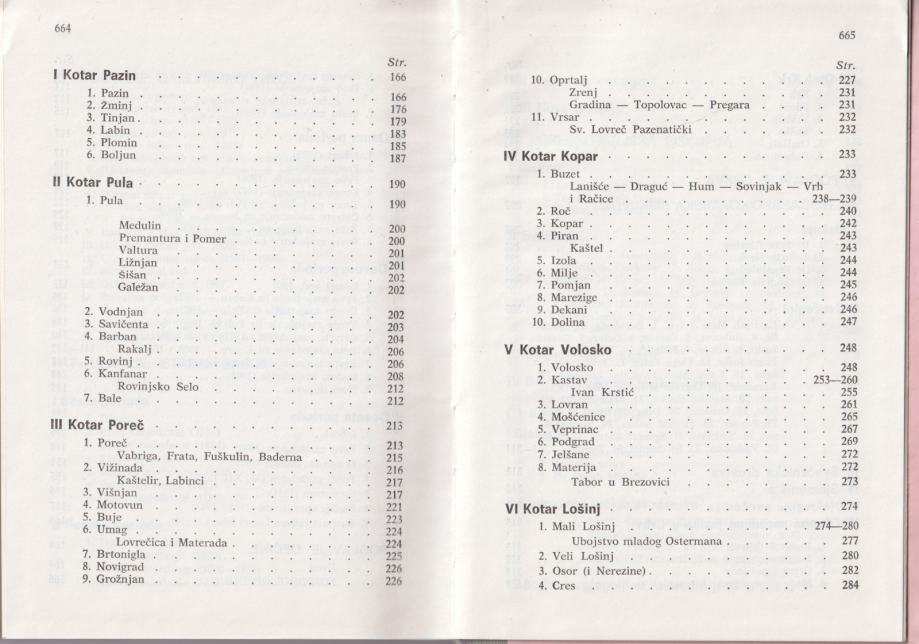 664
Str.
I Kotar Pazin . . . . . . . . . . . 166
1. Pazin . . . . . . . . . . . 166
2. Žminj . . . . . . . . . . . 176
3. Tinjan . . . . . . . . . . . 179
4. Labin . . . . . . . . . . . 183
5. Plomin . . . . . . . . . . . 185
6. Boljun . . . . . . . . . . . 187
II Kotar Pula . . . . . . . . . . . 190
1. Pula . . . . . . . . . . . 190
Medulin . . . . . . . . . . 200
Premantura i Pomer . . . . . . . 200
Valtura . . . . . . . . . . 201
Ližnjan . . . . . . . . . . 201
Šišan . . . . . . . . . . 202
Galežan . . . . . . . . . . 202
2. Vodnjan . . . . . . . . . . 202
3. Savičenta . . . . . . . . . . 203
4. Barban . . . . . . . . . . 204
Rakalj . . . . . . . . . . 206
5. Rovinj . . . . . . . . . . 206
6. Kanfanar . . . . . . . . . . 208
Rovinjsko Selo . . . . . . . . 212
7. Bale . . . . . . . . . . 212
III Kotar Poreč . . . . . . . . . . 213
1. Poreč . . . . . . . . . . 213
Vabriga, Frata, Fuškulin, Baderna . . . . 215
2. Vižinada . . . . . . . . . . 216
Kaštelir, Labinci . . . . . . . . 217
3. Višnjan . . . . . . . . . . 217
4. Motovun . . . . . . . . . . 221
5. Buje . . . . . . . . . . 223
6. Umag . . . . . . . . . . 224
Lovrečica i Materada . . . . . . . 224
7. Brtonigla . . . . . . . . . . 225
8. Novigrad . . . . . . . . . . 226
9. Grožnjan . . . . . . . . . . 226
665
Str.
10. Oprtalj . . . . . . . . . . 227
Zrenj . . . . . . . . . . 231
Gradina — Topolovac — Pregara . . . . 231
11. Vrsar . . . . . . . . . . 232
Sv. Lovreč Pazenatički . . . . . . . 232
IV Kotar Kopar . . . . . . . . . . 233
1. Buzet . . . . . . . . . . 233
Lanišće — Draguć — Hum — Sovinjak — Vrh
i Račice . . . . . . . . 238—239
2. Roč . . . . . . . . . . 240
3. Kopar . . . . . . . . . . 242
4. Piran . . . . . . . . . . 243
Kaštel . . . . . . . . . . 243
5. Izola . . . . . . . . . . 244
6. Milje . . . . . . . . . . 244
7. Pomjan . . . . . . . . . . 245
8. Marezige . . . . . . . . . . 246
9. Dekani . . . . . . . . . . 246
10. Dolina . . . . . . . . . . 247
V Kotar Volosko . . . . . . . . . . 248
1. Volosko . . . . . . . . . . 248
2. Kastav . . . . . . . . . 253—260
Ivan Krstić . . . . . . . . . 255
3. Lovran . . . . . . . . . . 261
4. Mošćenice . . . . . . . . . . 265
5. Veprinac . . . . . . . . . . 267
6. Podgrad . . . . . . . . . . 269
7. Jelšane . . . . . . . . . . 272
8. Materija . . . . . . . . . . 272
Tabor u Brezovici . . . . . . . . 273
VI Kotar Lošinj . . . . . . . . . . 274
1. Mali Lošinj . . . . . . . . 274—280
Ubojstvo mladog Ostermana . . . . . . 277
2. Veli Lošinj . . . . . . . . . . 280
3. Osor (i Nerezine) . . . . . . . . 282
4. Cres . . . . . . . . . . 284